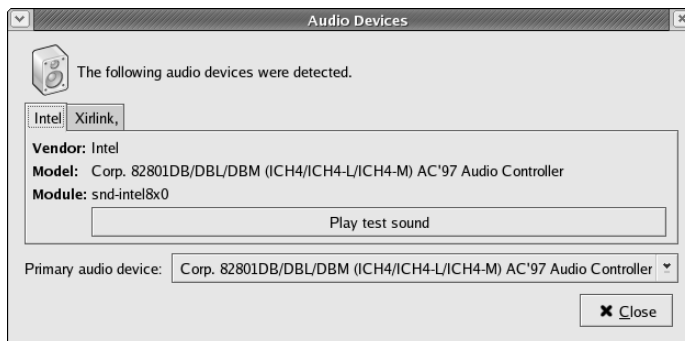 Audio Devices
The following audio devices were detected.
Intel Xirlink,
Vendor: Intel
Model: Corp. 82801DB/DBL/DBM (ICH4/ICH4-L/ICH4-M) AC'97 Audio Controller
Module: snd-intel8x0
Play test sound
Primary audio device: Corp. 82801DB/DBL/DBM (ICH4/ICH4-L/ICH4-M) AC'97 Audio Controller
Close